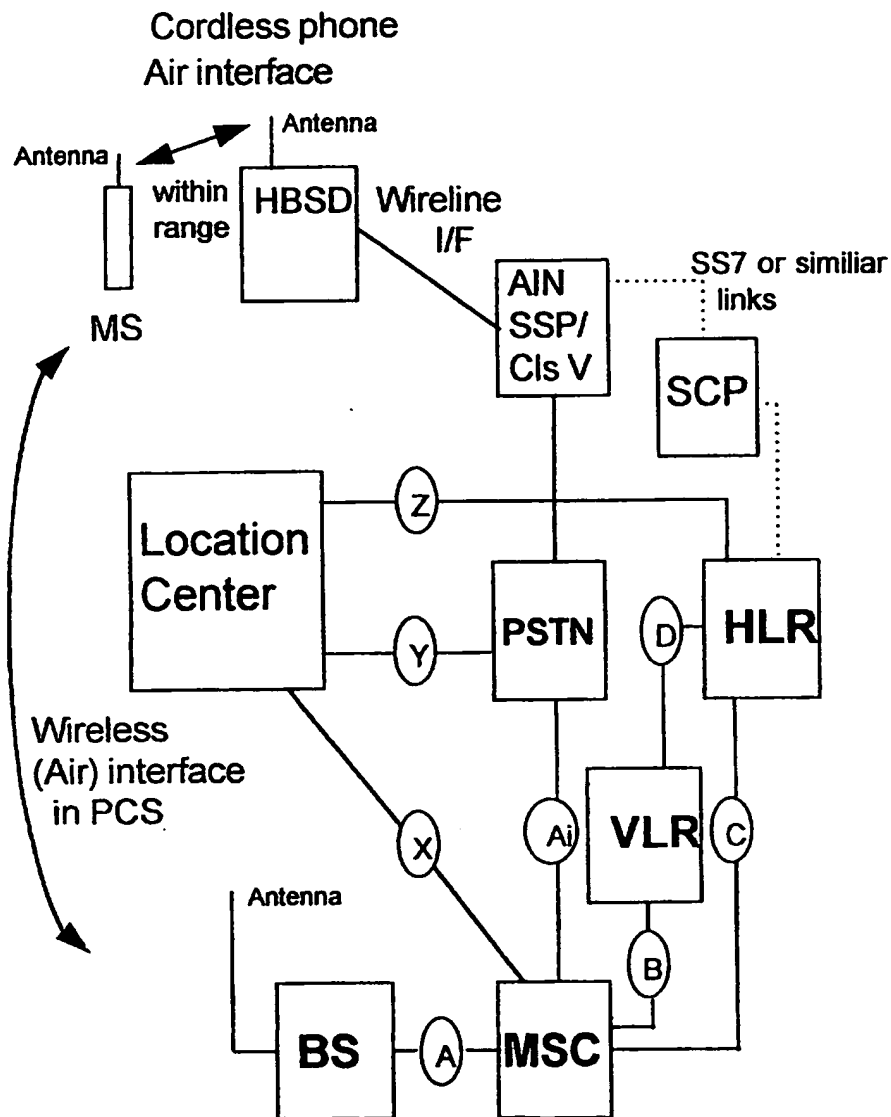 Cordless phone
Air interface
Antenna
Antenna
within
range
HBSD
Wireline
I/F
MS
AIN
SSP/
Cls V
SS7 or similiar
links
SCP
Z
Location
Center
PSTN
HLR
D
Y
Wireless
(Air) interface
in PCS
X
Ai
VLR
C
Antenna
B
BS
A
MSC